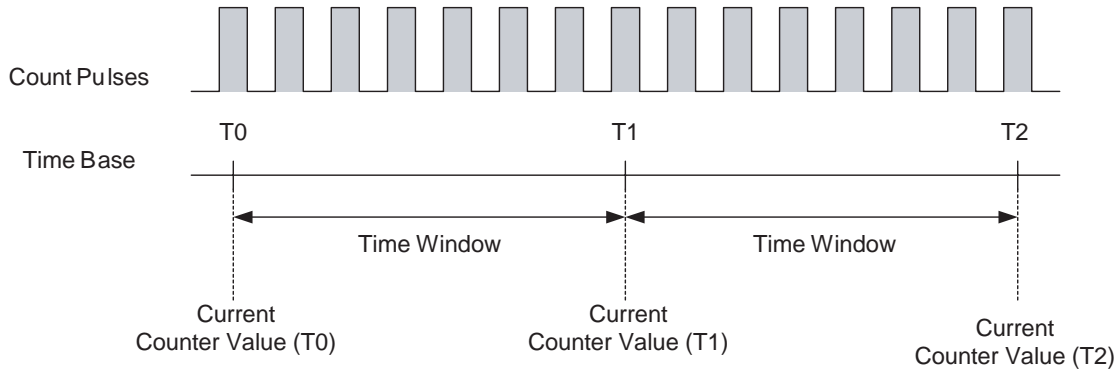 Count Pulses
T0 T1 T2
Time Base
Time Window Time Window
Current
Counter Value (T0)
Current
Counter Value (T1)
Current
Counter Value (T2)